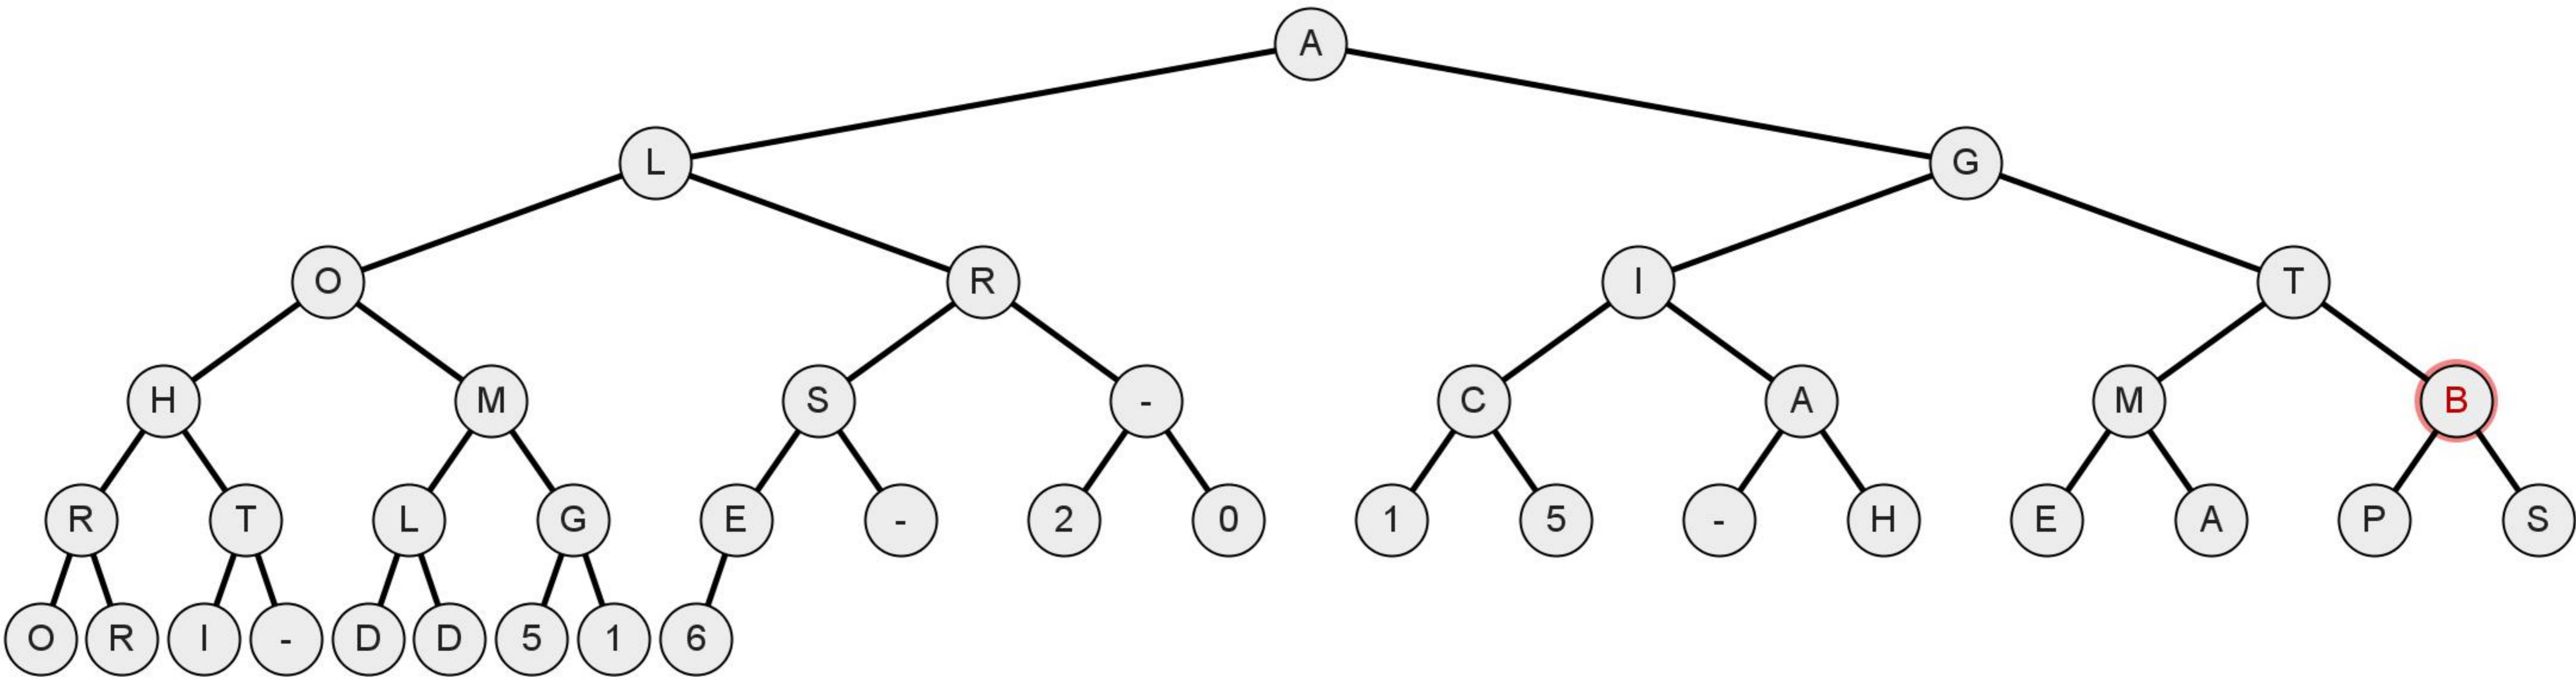 A
L G
O R I T
H M S - C A M B
R T L G E - 2 0 1 5 - H E A P S
O R I - D D 5 1 6